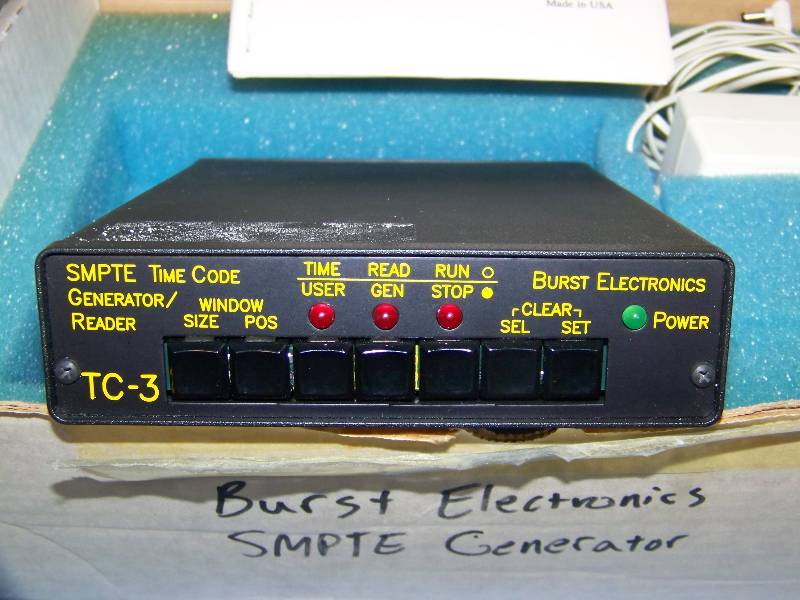 Made in USA
SMPTE TIME CODE
GENERATOR/
READER
WINDOW
SIZE POS
TIME READ RUN
USER GEN STOP
BURST ELECTRONICS
CLEAR
SEL SET
POWER
TC-3
Burst Electronics
SMPTE Generator